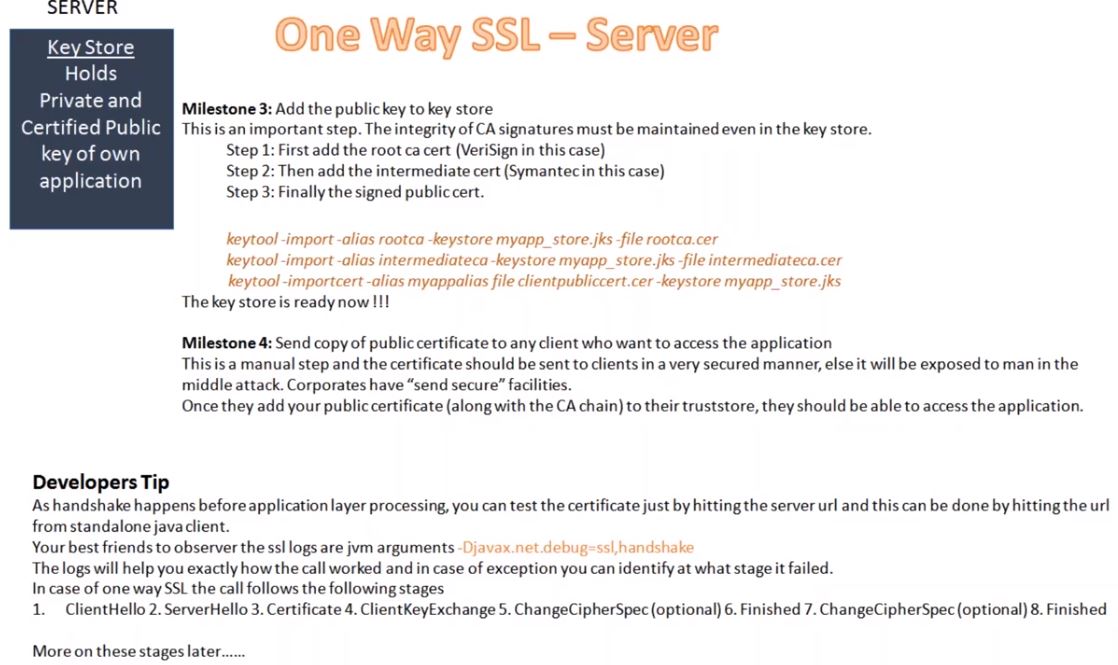 SERVER
One Way SSL – Server
Key Store
Holds
Private and
Certified Public
key of own
application
Milestone 3: Add the public key to key store
This is an important step. The integrity of CA signatures must be maintained even in the key store.
Step 1: First add the root ca cert (VeriSign in this case)
Step 2: Then add the intermediate cert (Symantec in this case)
Step 3: Finally the signed public cert.
keytool -import -alias rootca -keystore myapp_store.jks -file rootca.cer
keytool -import -alias intermediateca -keystore myapp_store.jks -file intermediateca.cer
keytool -importcert -alias myappalias file clientpubliccert.cer -keystore myapp_store.jks
The key store is ready now !!!
Milestone 4: Send copy of public certificate to any client who want to access the application
This is a manual step and the certificate should be sent to clients in a very secured manner, else it will be exposed to man in the
middle attack. Corporates have “send secure” facilities.
Once they add your public certificate (along with the CA chain) to their truststore, they should be able to access the application.
Developers Tip
As handshake happens before application layer processing, you can test the certificate just by hitting the server url and this can be done by hitting the url
from standalone java client.
Your best friends to observer the ssl logs are jvm arguments -Djavax.net.debug=ssl,handshake
The logs will help you exactly how the call worked and in case of exception you can identify at what stage it failed.
In case of one way SSL the call follows the following stages
1. ClientHello 2. ServerHello 3. Certificate 4. ClientKeyExchange 5. ChangeCipherSpec (optional) 6. Finished 7. ChangeCipherSpec (optional) 8. Finished
More on these stages later......